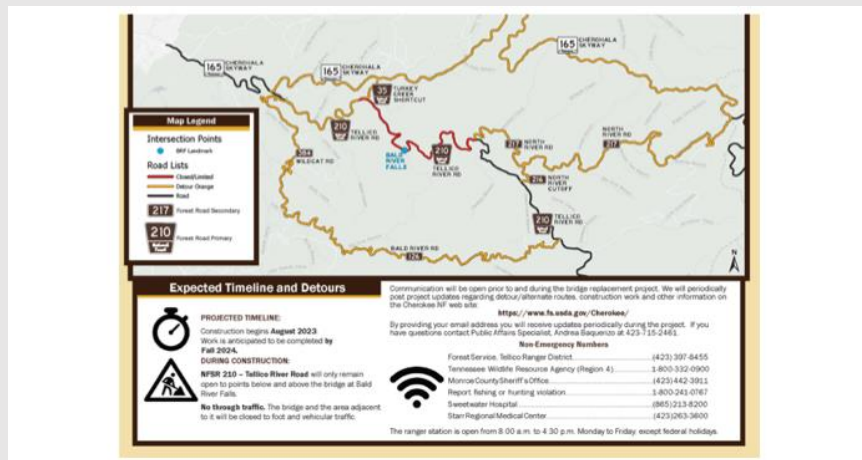 165
CHEROHALA
SKYWAY
165
CHEROHALA
SKYWAY
165
CHEROHALA
SKYWAY
35
TURKEY
CREEK
SHORTCUT
210
TELLICO
RIVER RD
BALD
RIVER
FALLS
210
TELLICO
RIVER RD
217
NORTH
RIVER RD
NORTH
RIVER RD
217
WILDCAT RD
216
NORTH
RIVER
CUTOFF
210
TELLICO
RIVER RD
BALD RIVER RD
126
N
Map Legend
Intersection Points
BRF Landmark
Road Lists
Closed/Limited
Detour Orange
Road
217 Forest Road Secondary
210 Forest Road Primary
Expected Timeline and Detours
PROJECTED TIMELINE:
Construction begins August 2023
Work is anticipated to be completed by
Fall 2024.
DURING CONSTRUCTION:
NFSR 210 – Tellico River Road will only remain
open to points below and above the bridge at Bald
River Falls.
No through traffic. The bridge and the area adjacent
to it will be closed to foot and vehicular traffic.
Communication will be open prior to and during the bridge replacement project. We will periodically
post project updates regarding detour/alternate routes, construction work and other information on
the Cherokee NF web site:
https://www.fs.usda.gov/Cherokee/
By providing your email address you will receive updates periodically during the project. If you
have questions contact Public Affairs Specialist, Andrea Baquerizo at 423-715-2461.
Non-Emergency Numbers
Forest Service, Tellico Ranger District (423) 397-8455
Tennessee Wildlife Resource Agency (Region 4) 1-800-332-0900
Monroe County Sheriff's Office (423)442-3911
Report fishing or hunting violation 1-800-241-0767
Sweetwater Hospital (865)213-8200
Starr Regional Medical Center (423)263-3600
The ranger station is open from 8:00 a.m. to 4:30 p.m. Monday to Friday, except federal holidays.